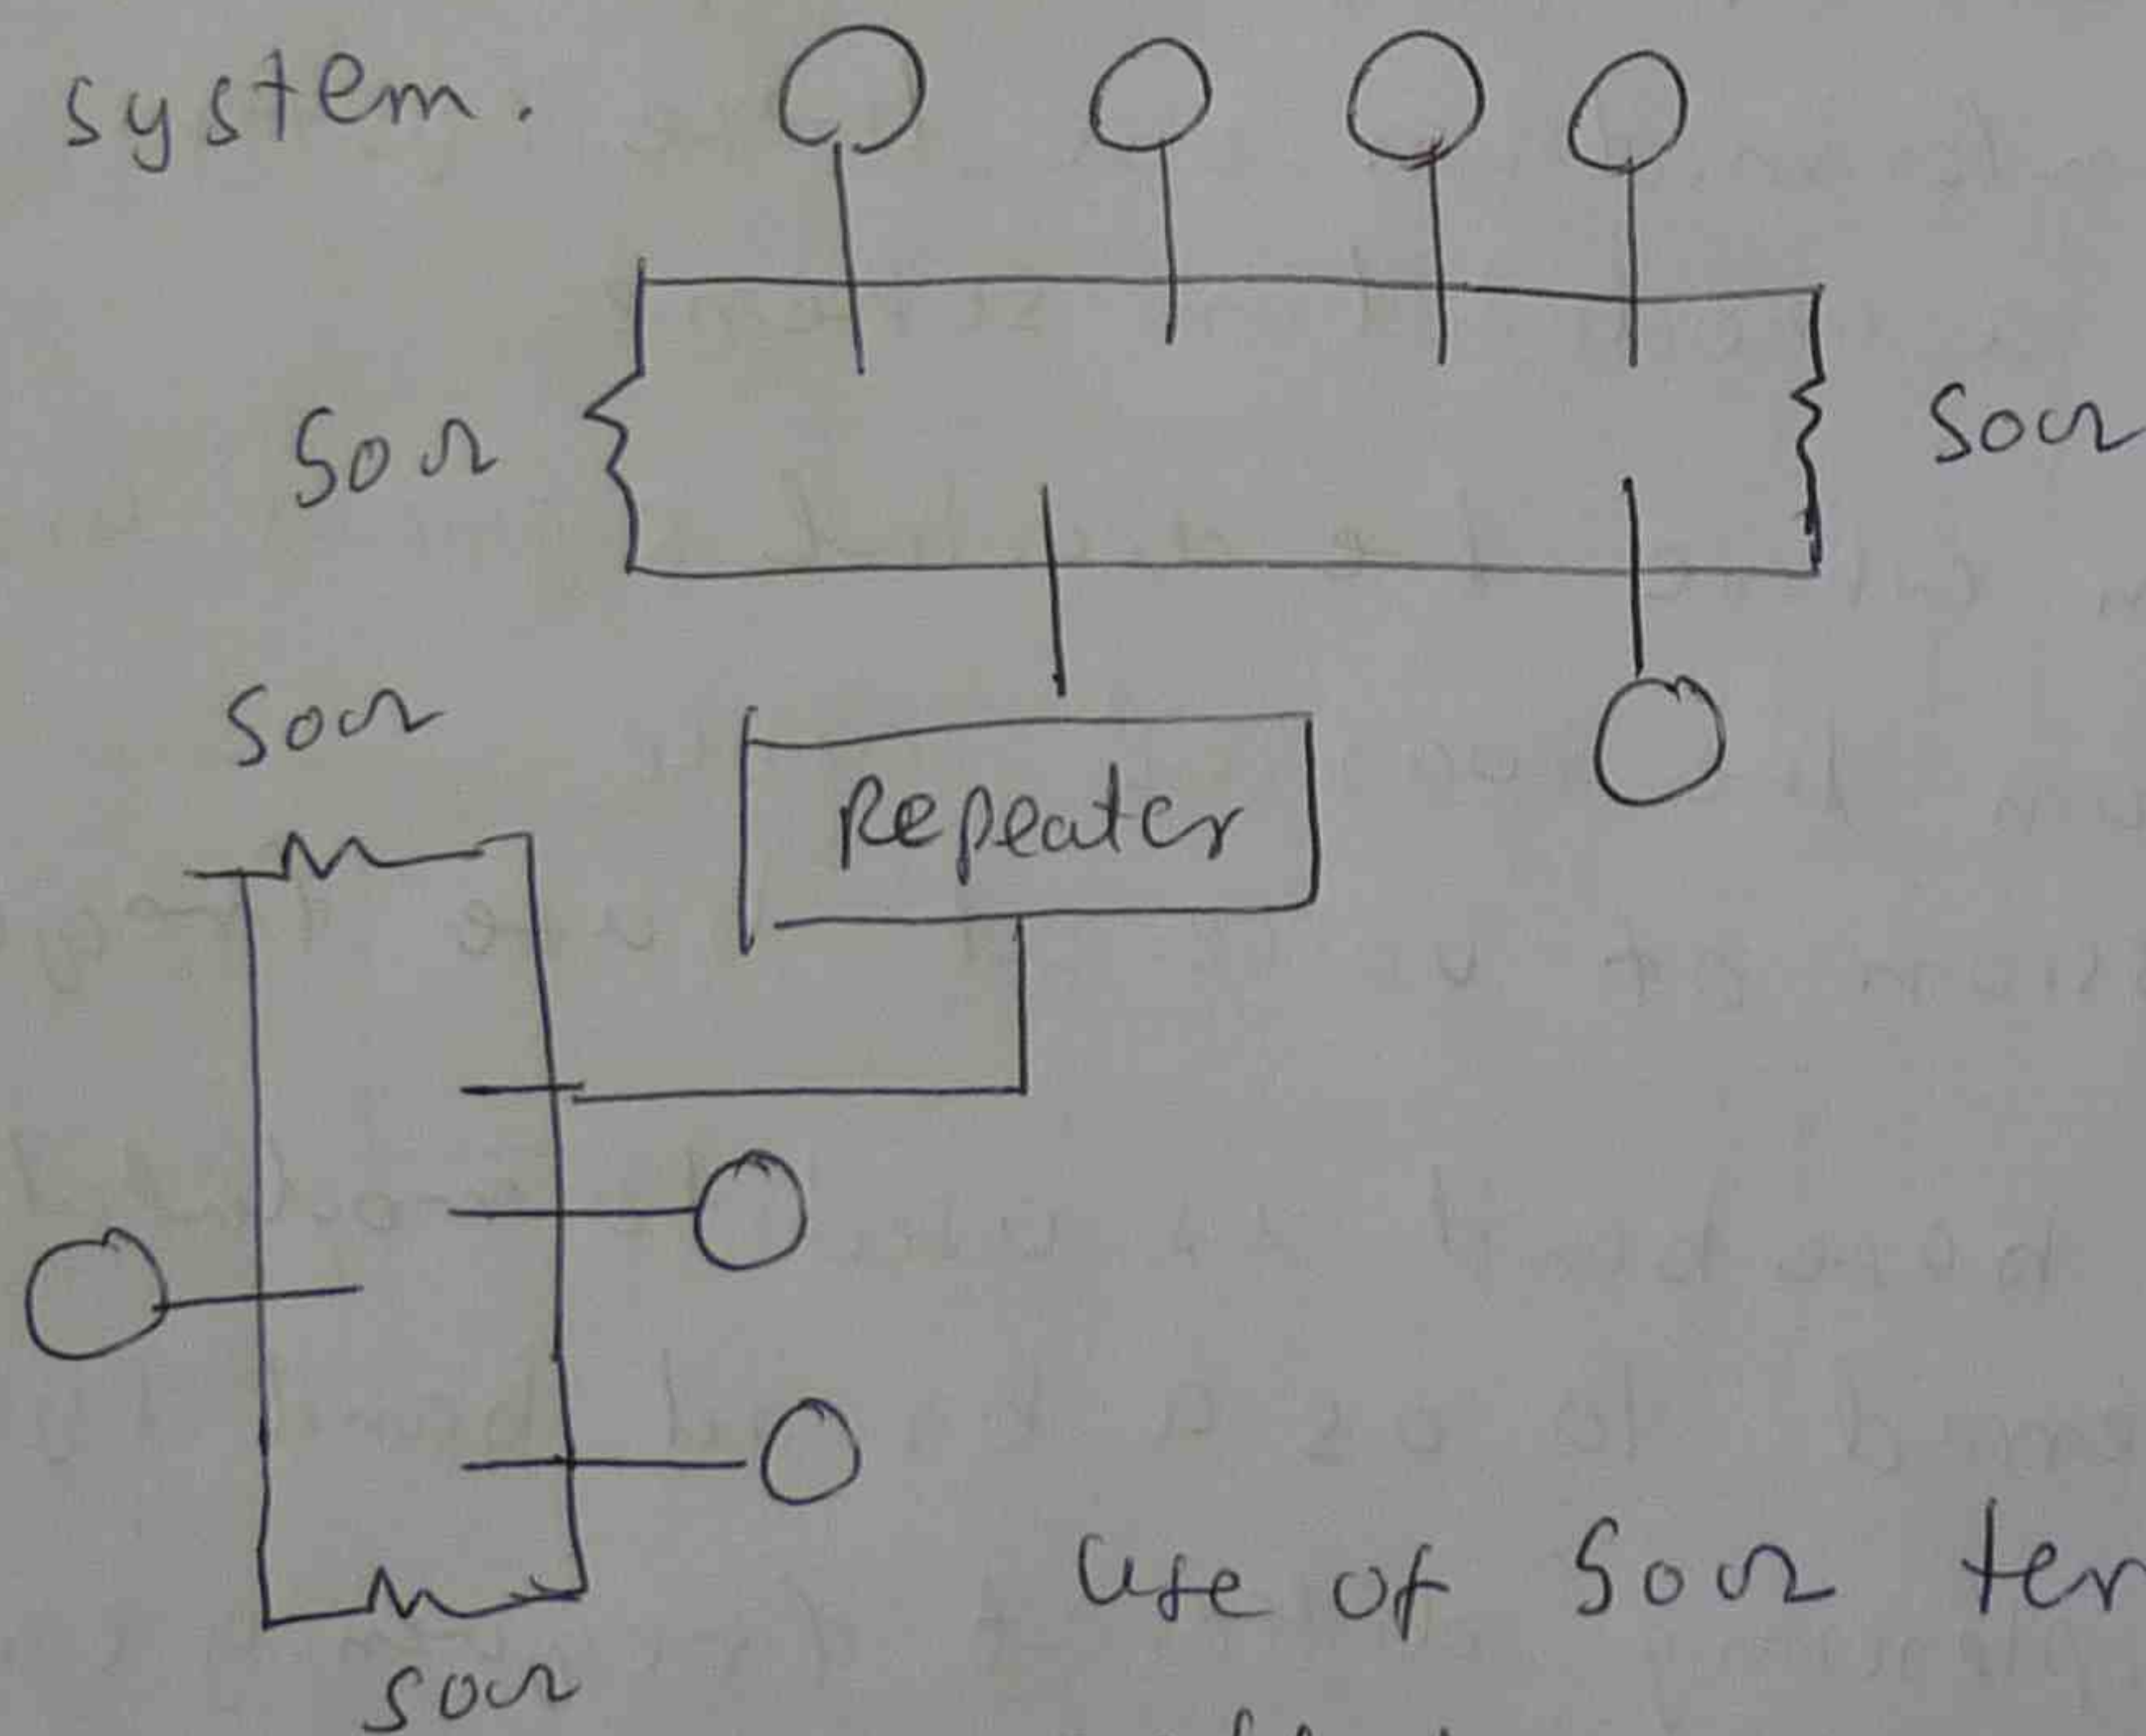 system.
50Ω 50Ω
50Ω
Repeater
Use of 50Ω ter
50Ω